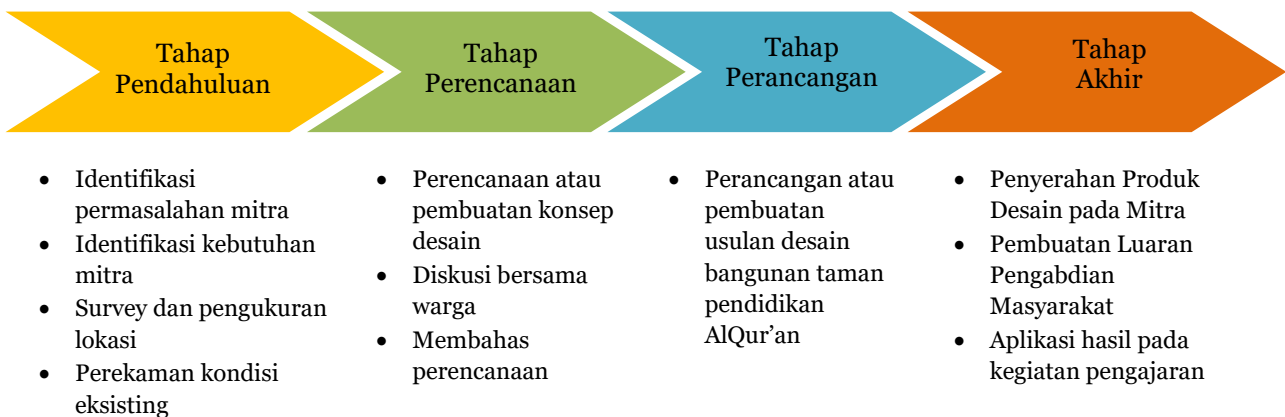 Tahap
Pendahuluan
Tahap
Perencanaan
Tahap
Perancangan
Tahap
Akhir
• Identifikasi
permasalahan mitra
• Identifikasi kebutuhan
mitra
• Survey dan pengukuran
lokasi
• Perekaman kondisi
eksisting
• Perencanaan atau
pembuatan konsep
desain
• Diskusi bersama
warga
• Membahas
perencanaan
• Perancangan atau
pembuatan
usulan desain
bangunan taman
pendidikan
AlQur’an
• Penyerahan Produk
Desain pada Mitra
• Pembuatan Luaran
Pengabdian
Masyarakat
• Aplikasi hasil pada
kegiatan pengajaran